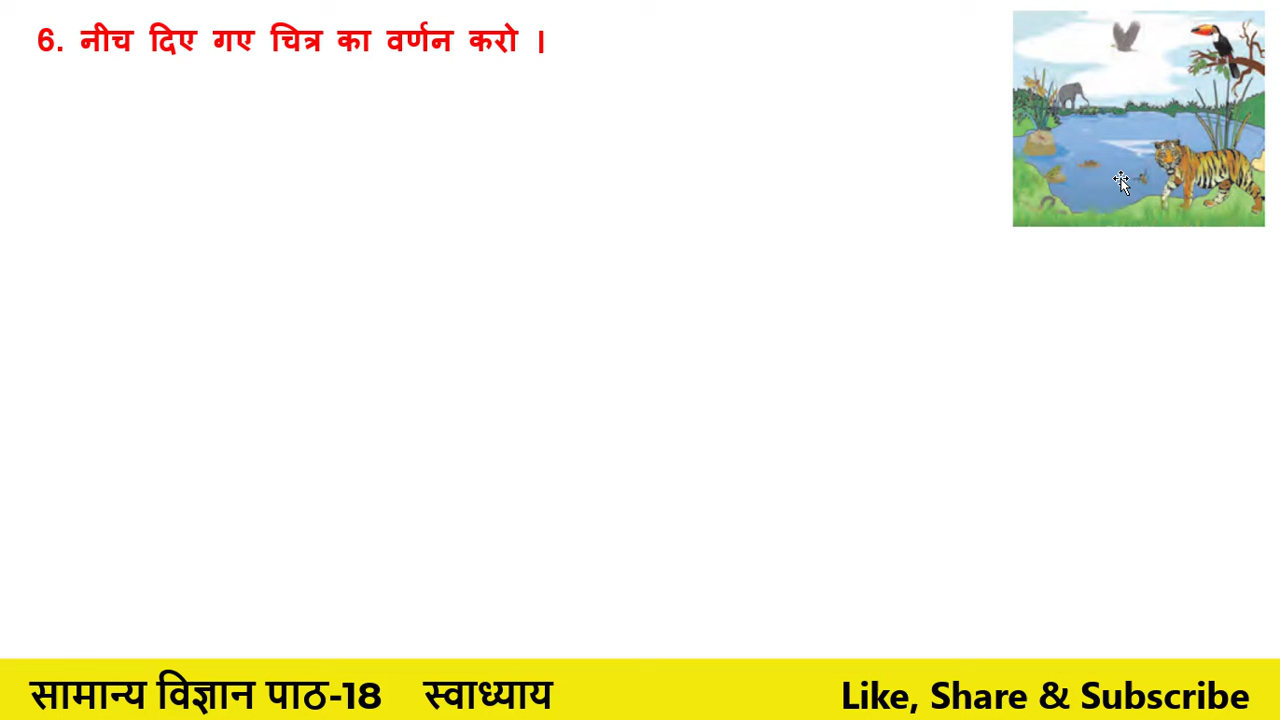 6. नीच दिए गए चित्र का वर्णन करो ।
सामान्य विज्ञान पाठ-18 स्वाध्याय Like, Share & Subscribe